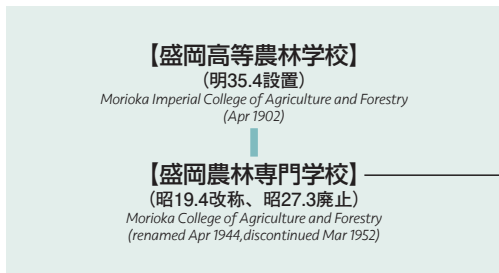 【盛岡高等農林学校】
（明35.4設置）
Morioka Imperial College of Agriculture and Forestry
(Apr 1902)
【盛岡農林専門学校】
（昭19.4改称、昭27.3廃止）
Morioka College of Agriculture and Forestry
(renamed Apr 1944,discontinued Mar 1952)